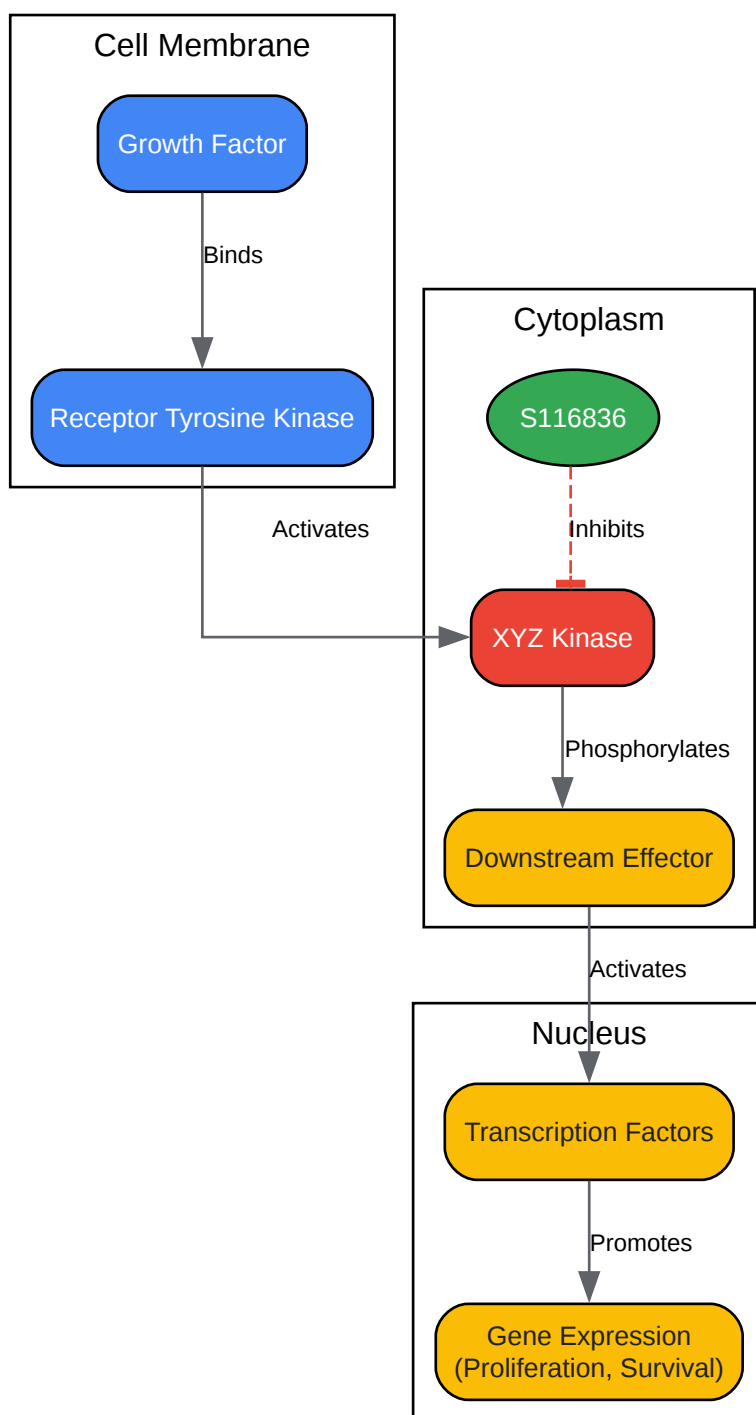 Cell Membrane
Growth Factor
Binds
Receptor Tyrosine Kinase
Activates
Cytoplasm
S116836
Inhibits
XYZ Kinase
Phosphorylates
Downstream Effector
Activates
Nucleus
Transcription Factors
Promotes
Gene Expression
(Proliferation, Survival)